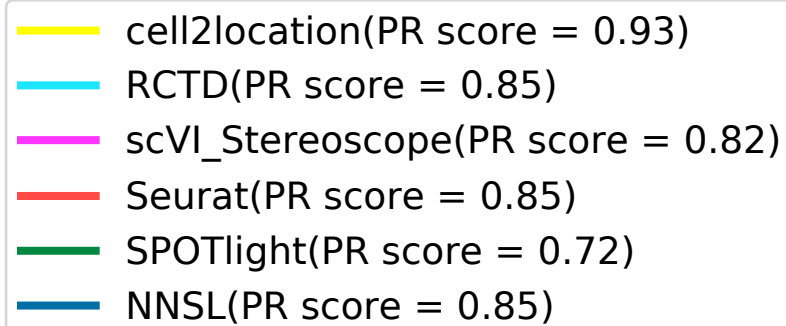 cell2location(PR score = 0.93)
RCTD(PR score = 0.85)
scVI_Stereoscope(PR score = 0.82)
Seurat(PR score = 0.85)
SPOTlight(PR score = 0.72)
NNSL(PR score = 0.85)